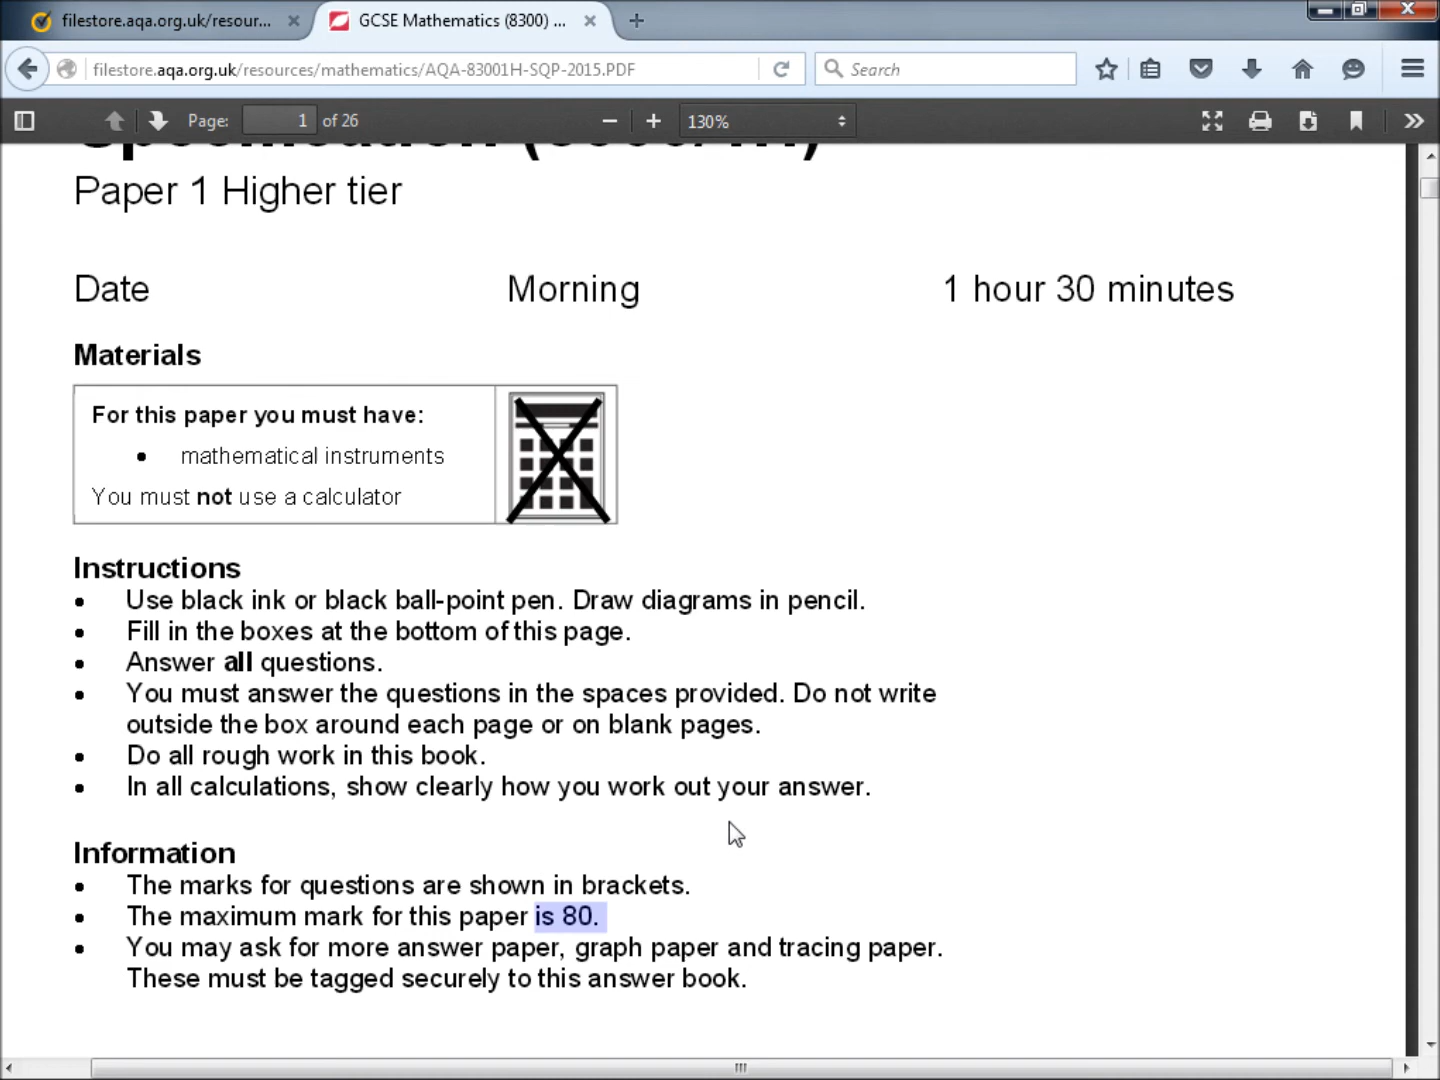 filestore.aqa.org.uk/resour...
GCSE Mathematics (8300) ...
filestore.aqa.org.uk/resources/mathematics/AQA-83001H-SQP-2015.PDF
Search
Page: 1 of 26
130%
Paper 1 Higher tier
Date Morning 1 hour 30 minutes
Materials
For this paper you must have:
• mathematical instruments
You must not use a calculator
Instructions
• Use black ink or black ball-point pen. Draw diagrams in pencil.
• Fill in the boxes at the bottom of this page.
• Answer all questions.
• You must answer the questions in the spaces provided. Do not write
outside the box around each page or on blank pages.
• Do all rough work in this book.
• In all calculations, show clearly how you work out your answer.
Information
• The marks for questions are shown in brackets.
• The maximum mark for this paper is 80.
• You may ask for more answer paper, graph paper and tracing paper.
These must be tagged securely to this answer book.